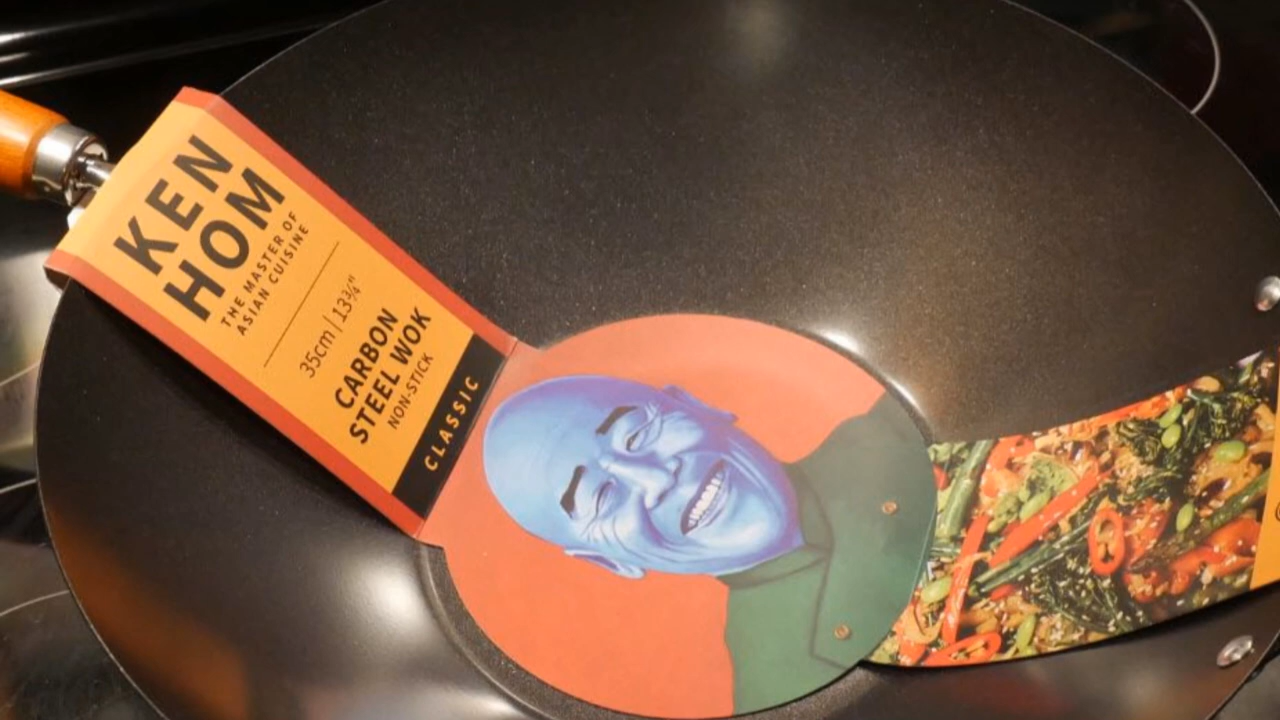 KEN
HOM
THE MASTER OF
ASIAN CUISINE
35cm | 13¾"
CARBON
STEEL WOK
NON-STICK
CLASSIC